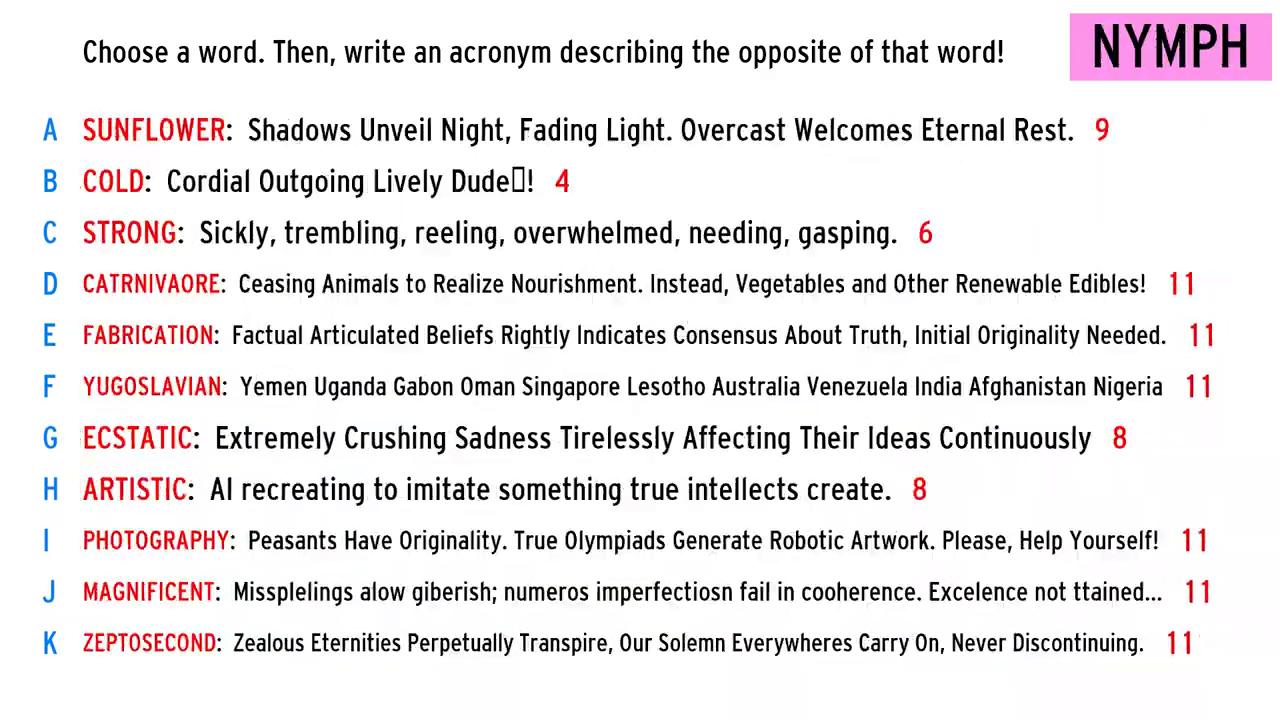 Choose a word. Then, write an acronym describing the opposite of that word!
NYMPH
A SUNFLOWER: Shadows Unveil Night, Fading Light. Overcast Welcomes Eternal Rest. 9
B COLD: Cordial Outgoing Lively Dude▯! 4
C STRONG: Sickly, trembling, reeling, overwhelmed, needing, gasping. 6
D CATRNIVAORE: Ceasing Animals to Realize Nourishment. Instead, Vegetables and Other Renewable Edibles! 11
E FABRICATION: Factual Articulated Beliefs Rightly Indicates Consensus About Truth, Initial Originality Needed. 11
F YUGOSLAVIAN: Yemen Uganda Gabon Oman Singapore Lesotho Australia Venezuela India Afghanistan Nigeria 11
G ECSTATIC: Extremely Crushing Sadness Tirelessly Affecting Their Ideas Continuously 8
H ARTISTIC: AI recreating to imitate something true intellects create. 8
I PHOTOGRAPHY: Peasants Have Originality. True Olympiads Generate Robotic Artwork. Please, Help Yourself! 11
J MAGNIFICENT: Missplelings alow giberish; numeros imperfectiosn fail in cooherence. Excelence not ttained... 11
K ZEPTOSECOND: Zealous Eternities Perpetually Transpire, Our Solemn Everywheres Carry On, Never Discontinuing. 11